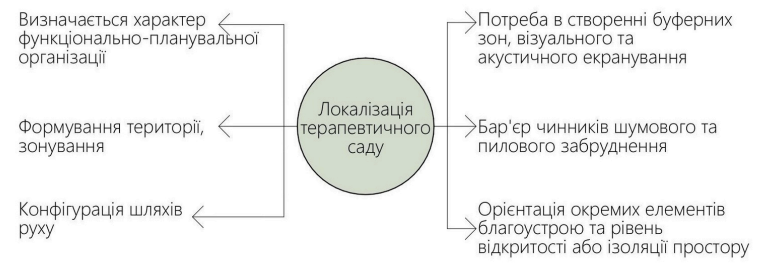 Визначається характер
функціонально-планувальної
організації
Формування території,
зонування
Конфігурація шляхів
руху
Локалізація
терапевтичного
саду
Потреба в створенні буферних
зон, візуального та
акустичного екранування
Бар'єр чинників шумового та
пилового забруднення
Орієнтація окремих елементів
благоустрою та рівень
відкритості або ізоляції простору